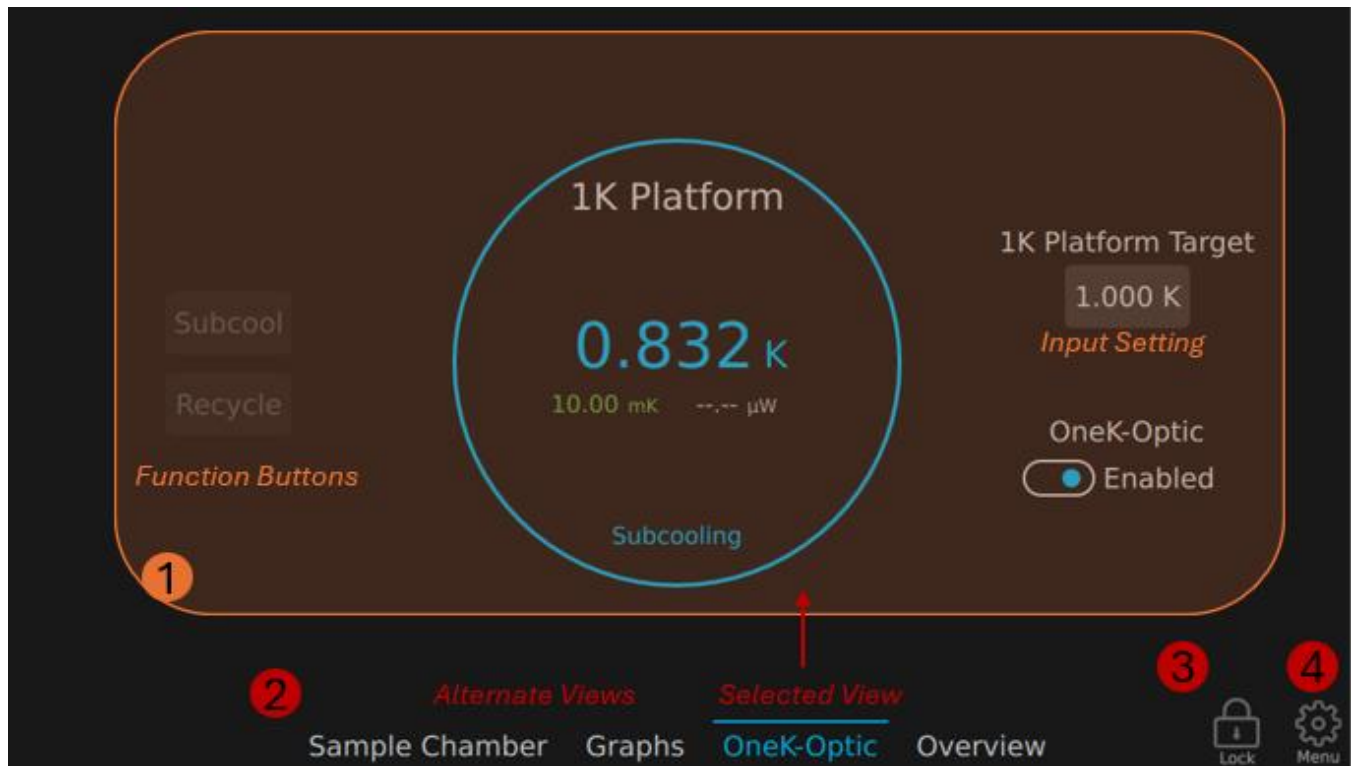 1K Platform
1K Platform Target
1.000 K
Input Setting
Subcool
0.832 K
Recycle
10.00 mK --.-- µW
OneK-Optic
Enabled
Function Buttons
Subcooling
1
2
Alternate Views
Selected View
3
4
Sample Chamber Graphs OneK-Optic Overview
Lock
Menu